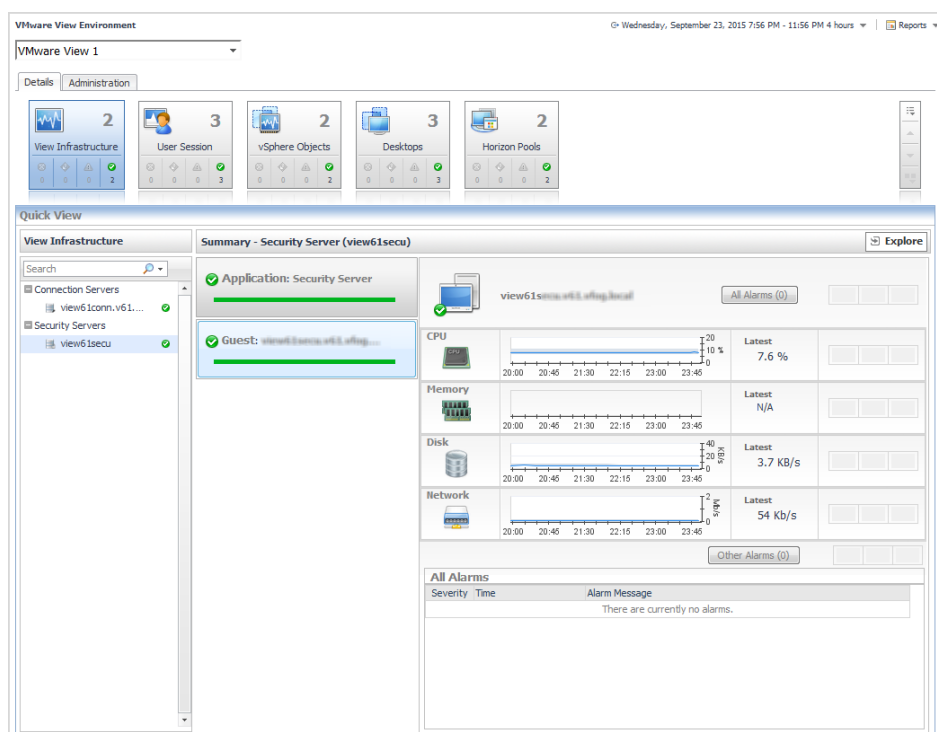 VMware View Environment
Wednesday, September 23, 2015 7:56 PM - 11:56 PM 4 hours
Reports
VMware View 1
Details
Administration
2
View Infrastructure
0 0 0 2
3
User Session
0 0 0 3
2
vSphere Objects
0 0 0 2
3
Desktops
0 0 0 3
2
Horizon Pools
0 0 0 2
Quick View
View Infrastructure
Search
Connection Servers
view61conn.v61....
Security Servers
view61secu
Summary - Security Server (view61secu)
Explore
Application: Security Server
Guest:
view61s
All Alarms (0)
CPU
CPU
20
10 %
0
20:00 20:45 21:30 22:15 23:00 23:45
Latest
7.6 %
Memory
20:00 20:45 21:30 22:15 23:00 23:45
Latest
N/A
Disk
40
20
0
KB/s
20:00 20:45 21:30 22:15 23:00 23:45
Latest
3.7 KB/s
Network
2
0
Mb/s
20:00 20:45 21:30 22:15 23:00 23:45
Latest
54 Kb/s
Other Alarms (0)
All Alarms
Severity Time Alarm Message
There are currently no alarms.